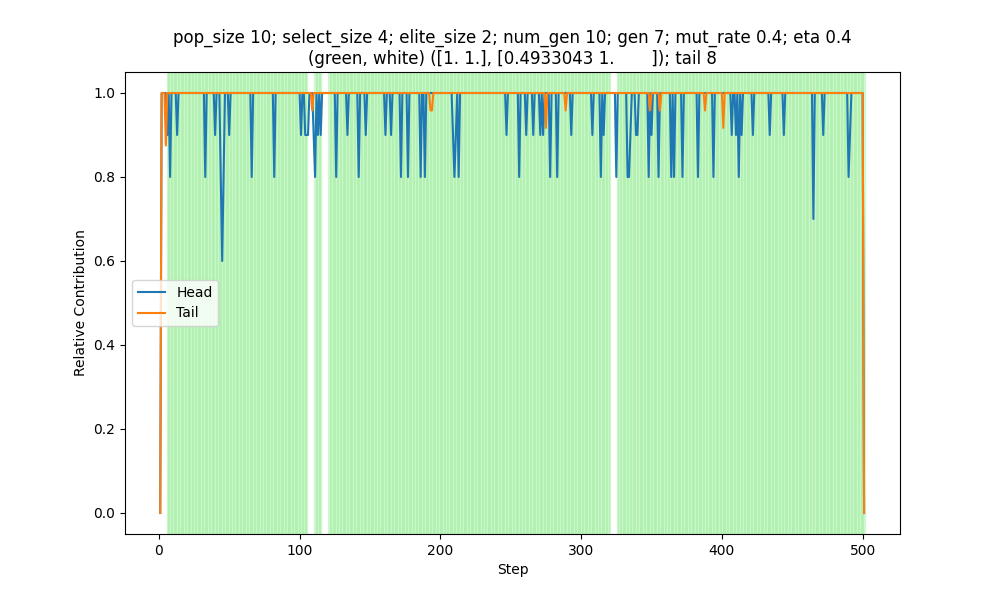 pop_size 10; select_size 4; elite_size 2; num_gen 10; gen 7; mut_rate 0.4; eta 0.4
(green, white) ([1. 1.], [0.4933043 1.        ]); tail 8
1.0
0.8
0.6
0.4
0.2
0.0
Relative Contribution
Head
Tail
0
100
200
300
400
500
Step